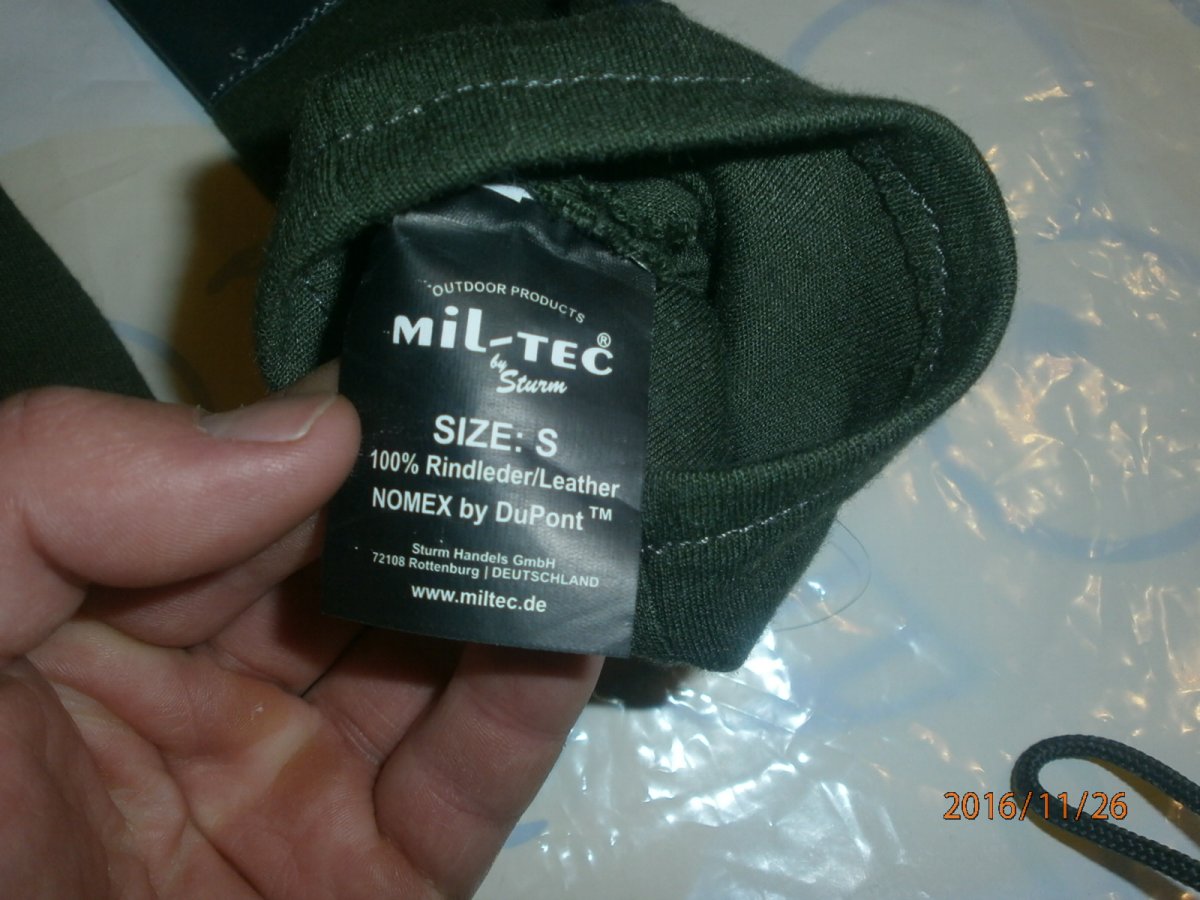 OUTDOOR PRODUCTS
MiL-TEC®
by Sturm
SIZE: S
100% Rindleder/Leather
NOMEX by DuPont™
Sturm Handels GmbH
72108 Rottenburg | DEUTSCHLAND
www.miltec.de
2016/11/26